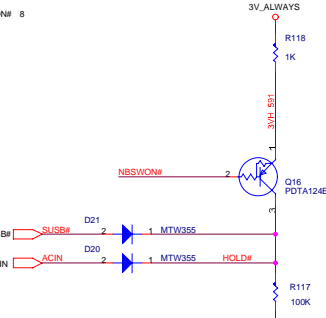 3V_ALWAYS
ON# 8
R118
1K
3VH_591
1
NBSWON#
2
Q16
PDTA124E
3
D21
B#
SUSB#
2
1
MTW355
D20
IN
ACIN
2
1
MTW355
HOLD#
R117
100K